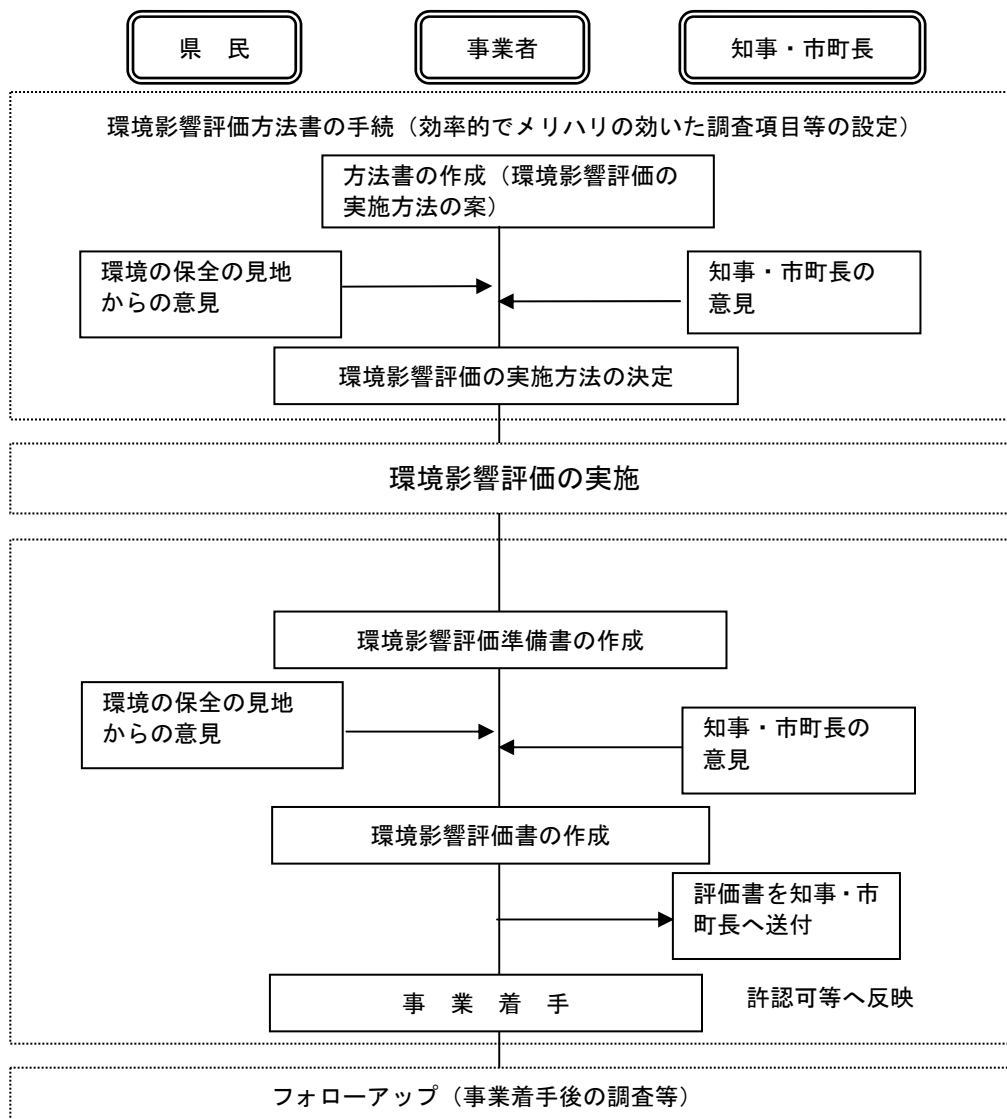 県　民
事業者
知事・市町長
環境影響評価方法書の手続（効率的でメリハリの効いた調査項目等の設定）
方法書の作成（環境影響評価の
実施方法の案）
環境の保全の見地
からの意見
知事・市町長の
意見
環境影響評価の実施方法の決定
環境影響評価の実施
環境影響評価準備書の作成
環境の保全の見地
からの意見
知事・市町長の
意見
環境影響評価書の作成
評価書を知事・市
町長へ送付
事　業　着　手
許認可等へ反映
フォローアップ（事業着手後の調査等）